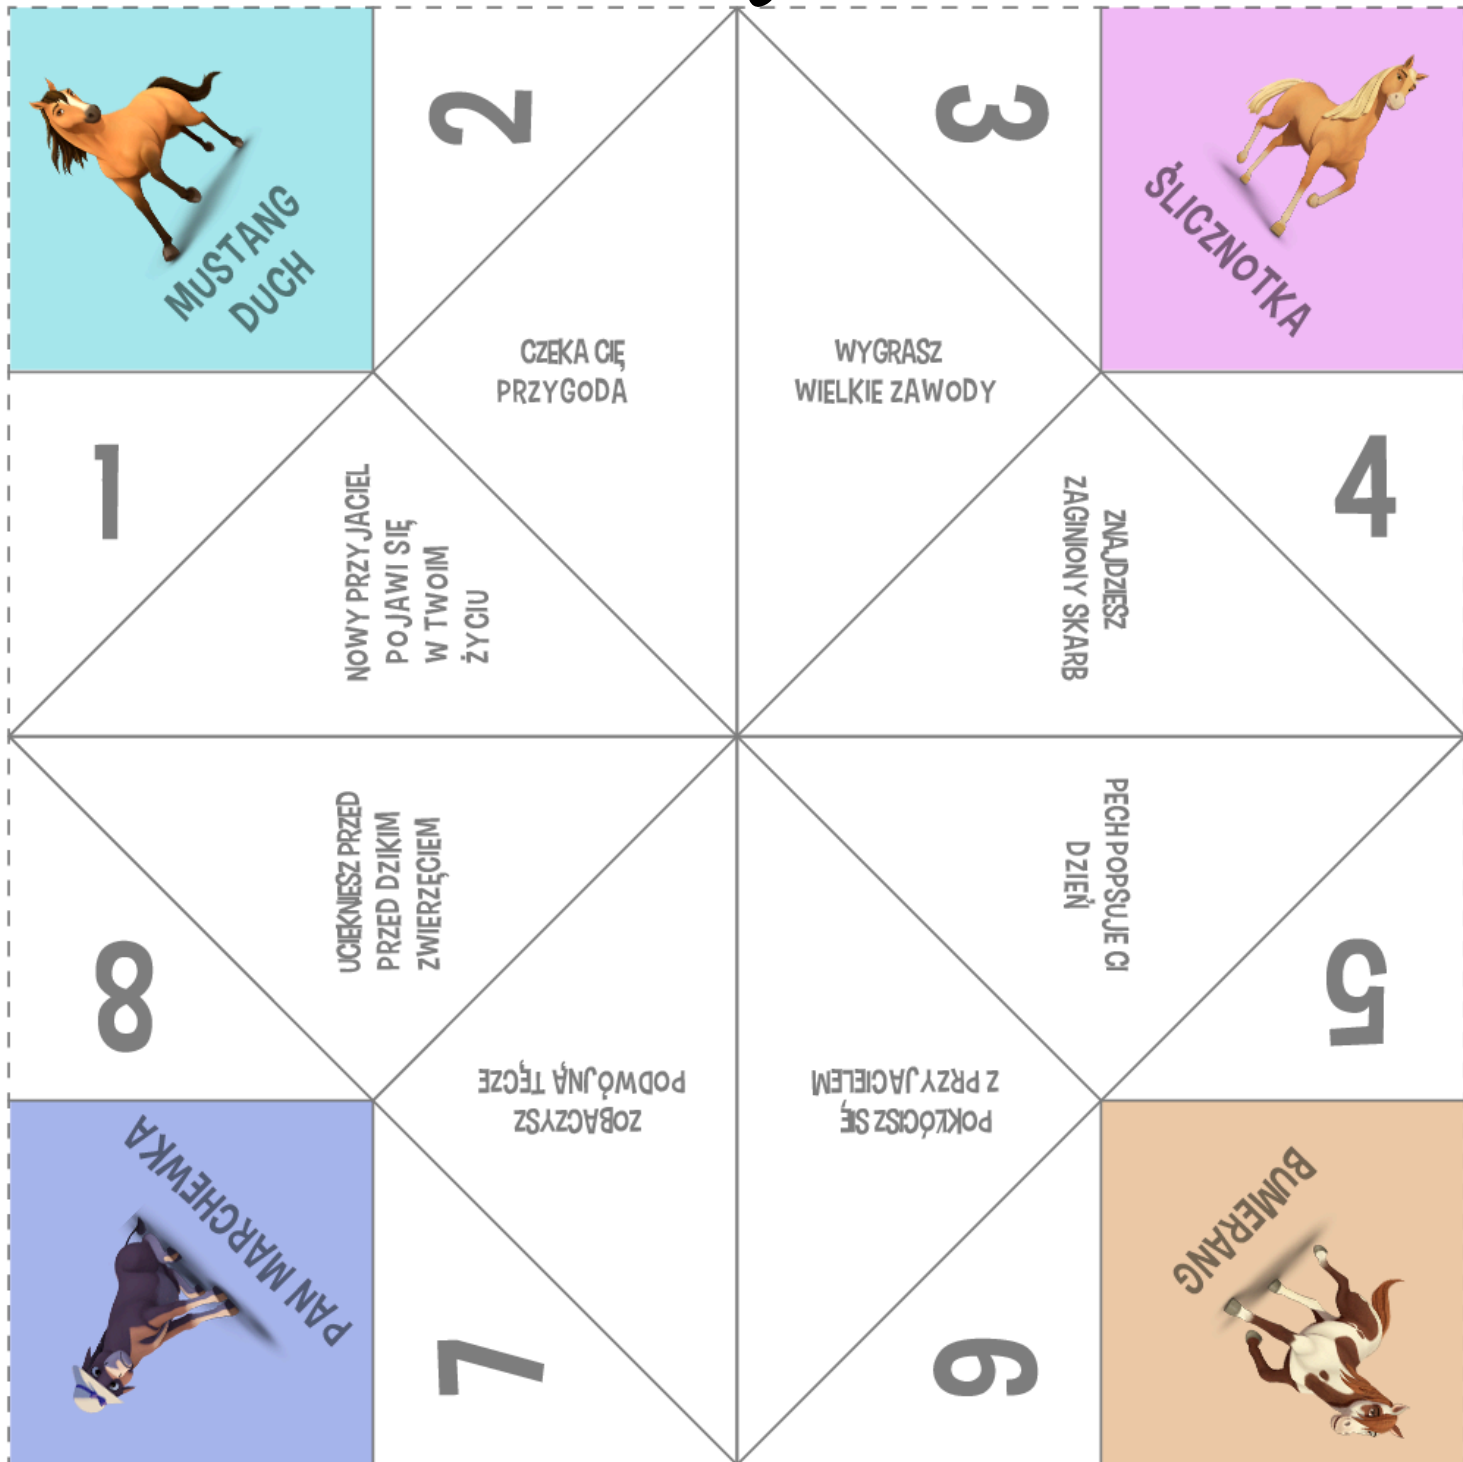 MUSTANG
DUCH
2
3
ŚLICZNOTKA
1
CZEKA CIĘ
PRZYGODA
WYGRASZ
WIELKIE ZAWODY
4
NOWY PRZYJACIEL
POJAWI SIĘ
W TWOIM
ŻYCIU
ZNAJDZIESZ
ZAGINIONY SKARB
UCIEKNIESZ PRZED
PRZED DZIKIM
ZWIERZĘCIEM
PECH POPSUJE CI
DZIEŃ
8
5
ZOBACZYSZ
PODWÓJNĄ TĘCZE
POKŁÓCISZ SIĘ
Z PRZYJACIELEM
PAN MARCHEWKA
7
6
BUMERANG